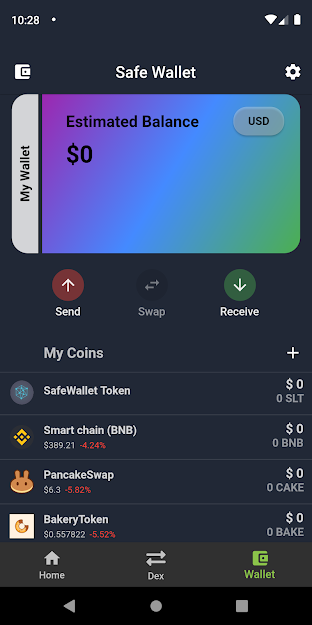 10:28
Safe Wallet
My Wallet
Estimated Balance
USD
$0
Send
Swap
Receive
My Coins
SafeWallet Token
$ 0
0 SLT
Smart chain (BNB)
$ 0
$389.21 -4.24%
0 BNB
PancakeSwap
$ 0
$6.3 -5.82%
0 CAKE
BakeryToken
$ 0
$0.557822 -5.52%
0 BAKE
Home
Dex
Wallet